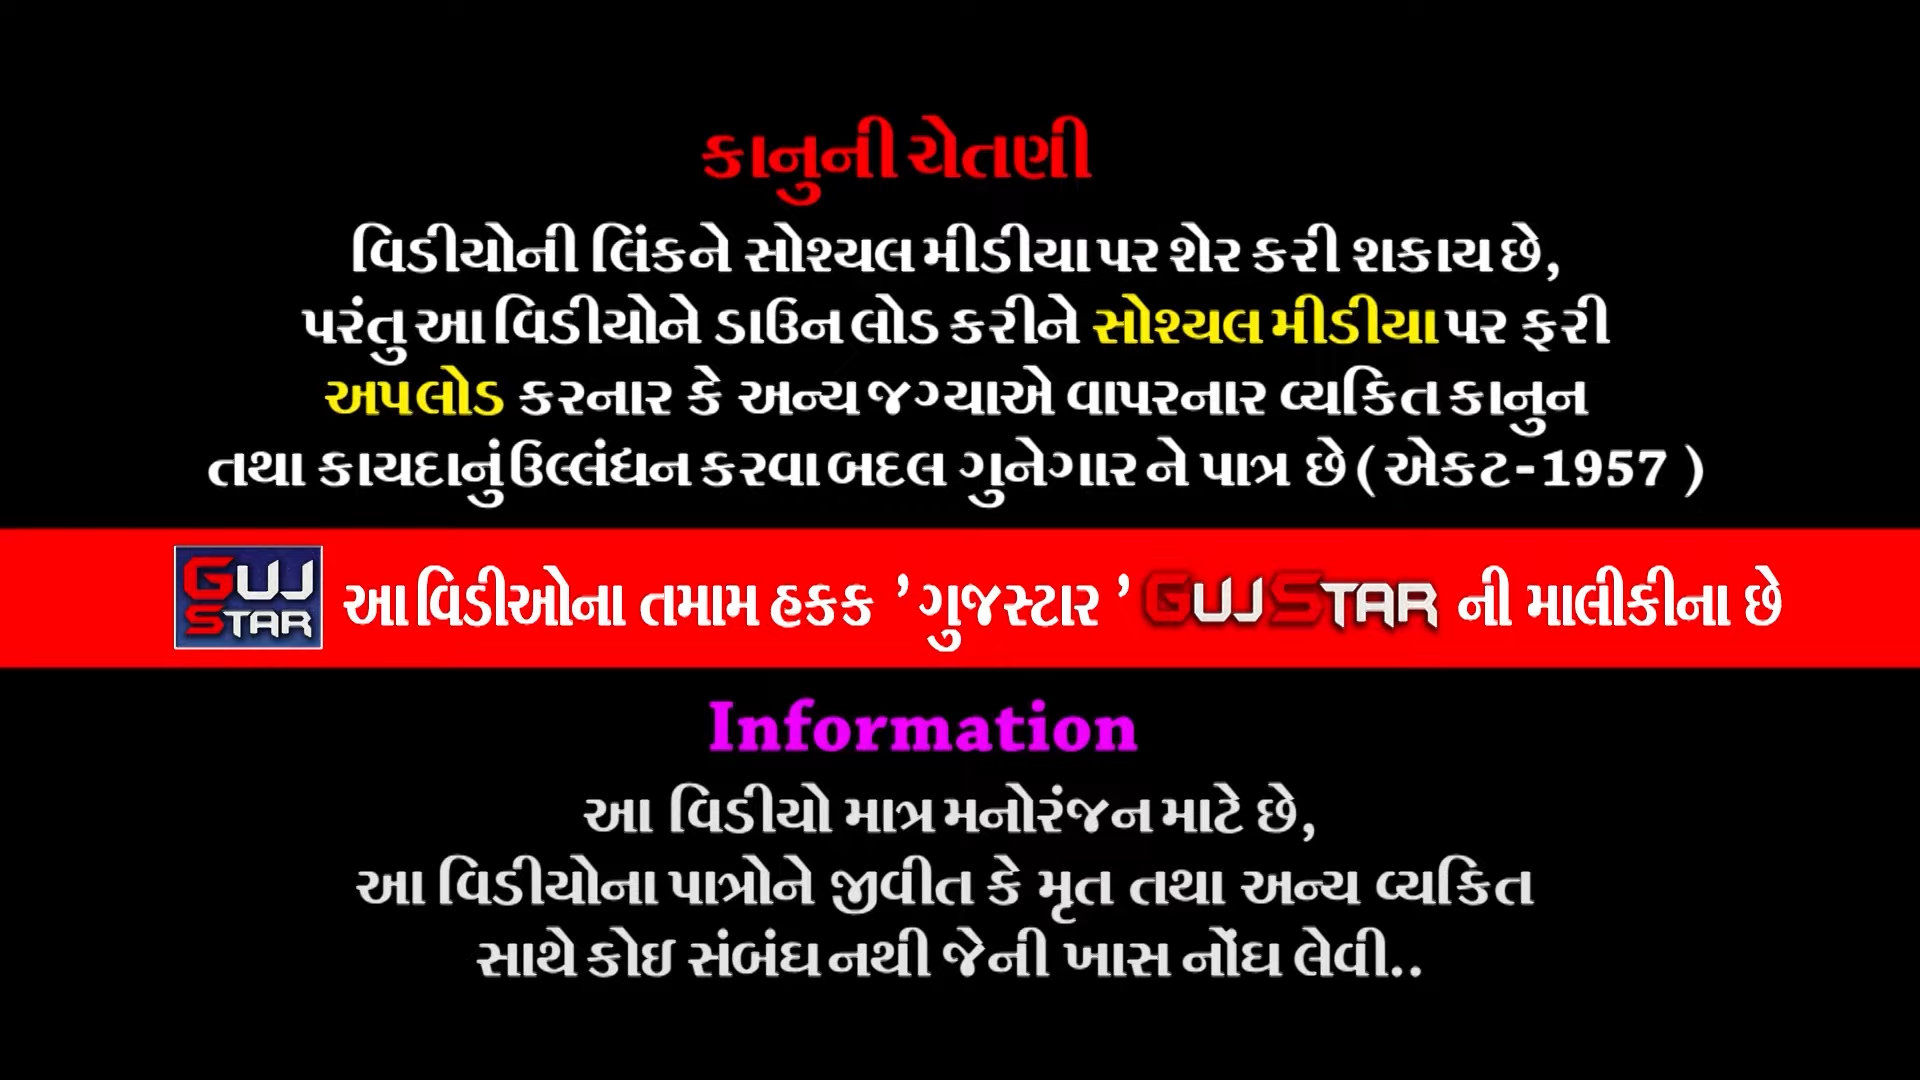 કાનુની ચેતણી
વિડીયોની લિંકને સોશ્યલ મીડીયા પર શેર કરી શકાય છે,
પરંતુ આ વિડીયોને ડાઉન લોડ કરીને સોશ્યલ મીડીયા પર ફરી
અપલોડ કરનાર કે અન્ય જગ્યાએ વાપરનાર વ્યકિત કાનુન
તથા કાયદાનું ઉલ્લંઘન કરવા બદલ ગુનેગાર ને પાત્ર છે ( એકટ-1957 )
GUJ STAR આ વિડીઓના તમામ હકક ’ ગુજસ્ટાર ’ GUJ STAR ની માલીકીના છે
Information
આ વિડીયો માત્ર મનોરંજન માટે છે,
આ વિડીયોના પાત્રોને જીવીત કે મૃત તથા અન્ય વ્યકિત
સાથે કોઇ સંબંધ નથી જેની ખાસ નોંધ લેવી..